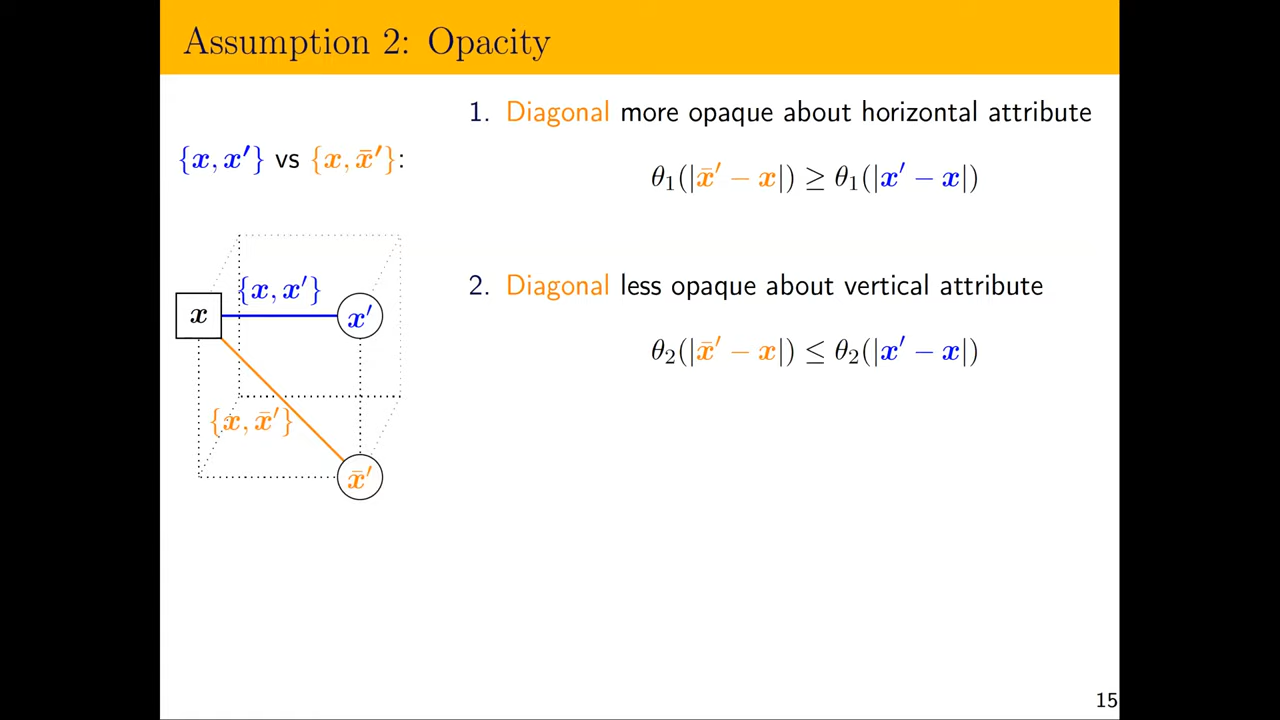 Assumption 2: Opacity
{x, x′} vs {x, x̄′}:
{x, x′}
x
x′
{x, x̄′}
x̄′
1. Diagonal more opaque about horizontal attribute
θ₁(|x̄′ − x|) ≥ θ₁(|x′ − x|)
2. Diagonal less opaque about vertical attribute
θ₂(|x̄′ − x|) ≤ θ₂(|x′ − x|)
15